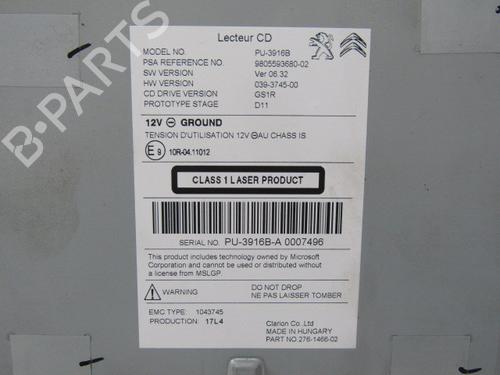 Lecteur CD
MODEL NO. PU-3916B
PSA REFERENCE NO. 9805593680-02
SW VERSION Ver 06.32
HW VERSION 039-3745-00
CD DRIVE VERSION GS1R
PROTOTYPE STAGE D11
12V ⊖ GROUND
TENSION D'UTILISATION 12V ⊖AU CHASS IS
E9 10R-04.11012
CLASS 1 LASER PRODUCT
SERIAL NO. PU-3916B-A 0007496
This product includes technology owned by Microsoft
Corporation and cannot be used or distributed without
a license from MSLGP.
WARNING DO NOT DROP
NE PAS LAISSER TOMBER
EMC TYPE: 1043745
PRODUCTION: 17L4
Clarion Co.,Ltd
MADE IN HUNGARY
PART NO.276-1466-02
B-PARTS